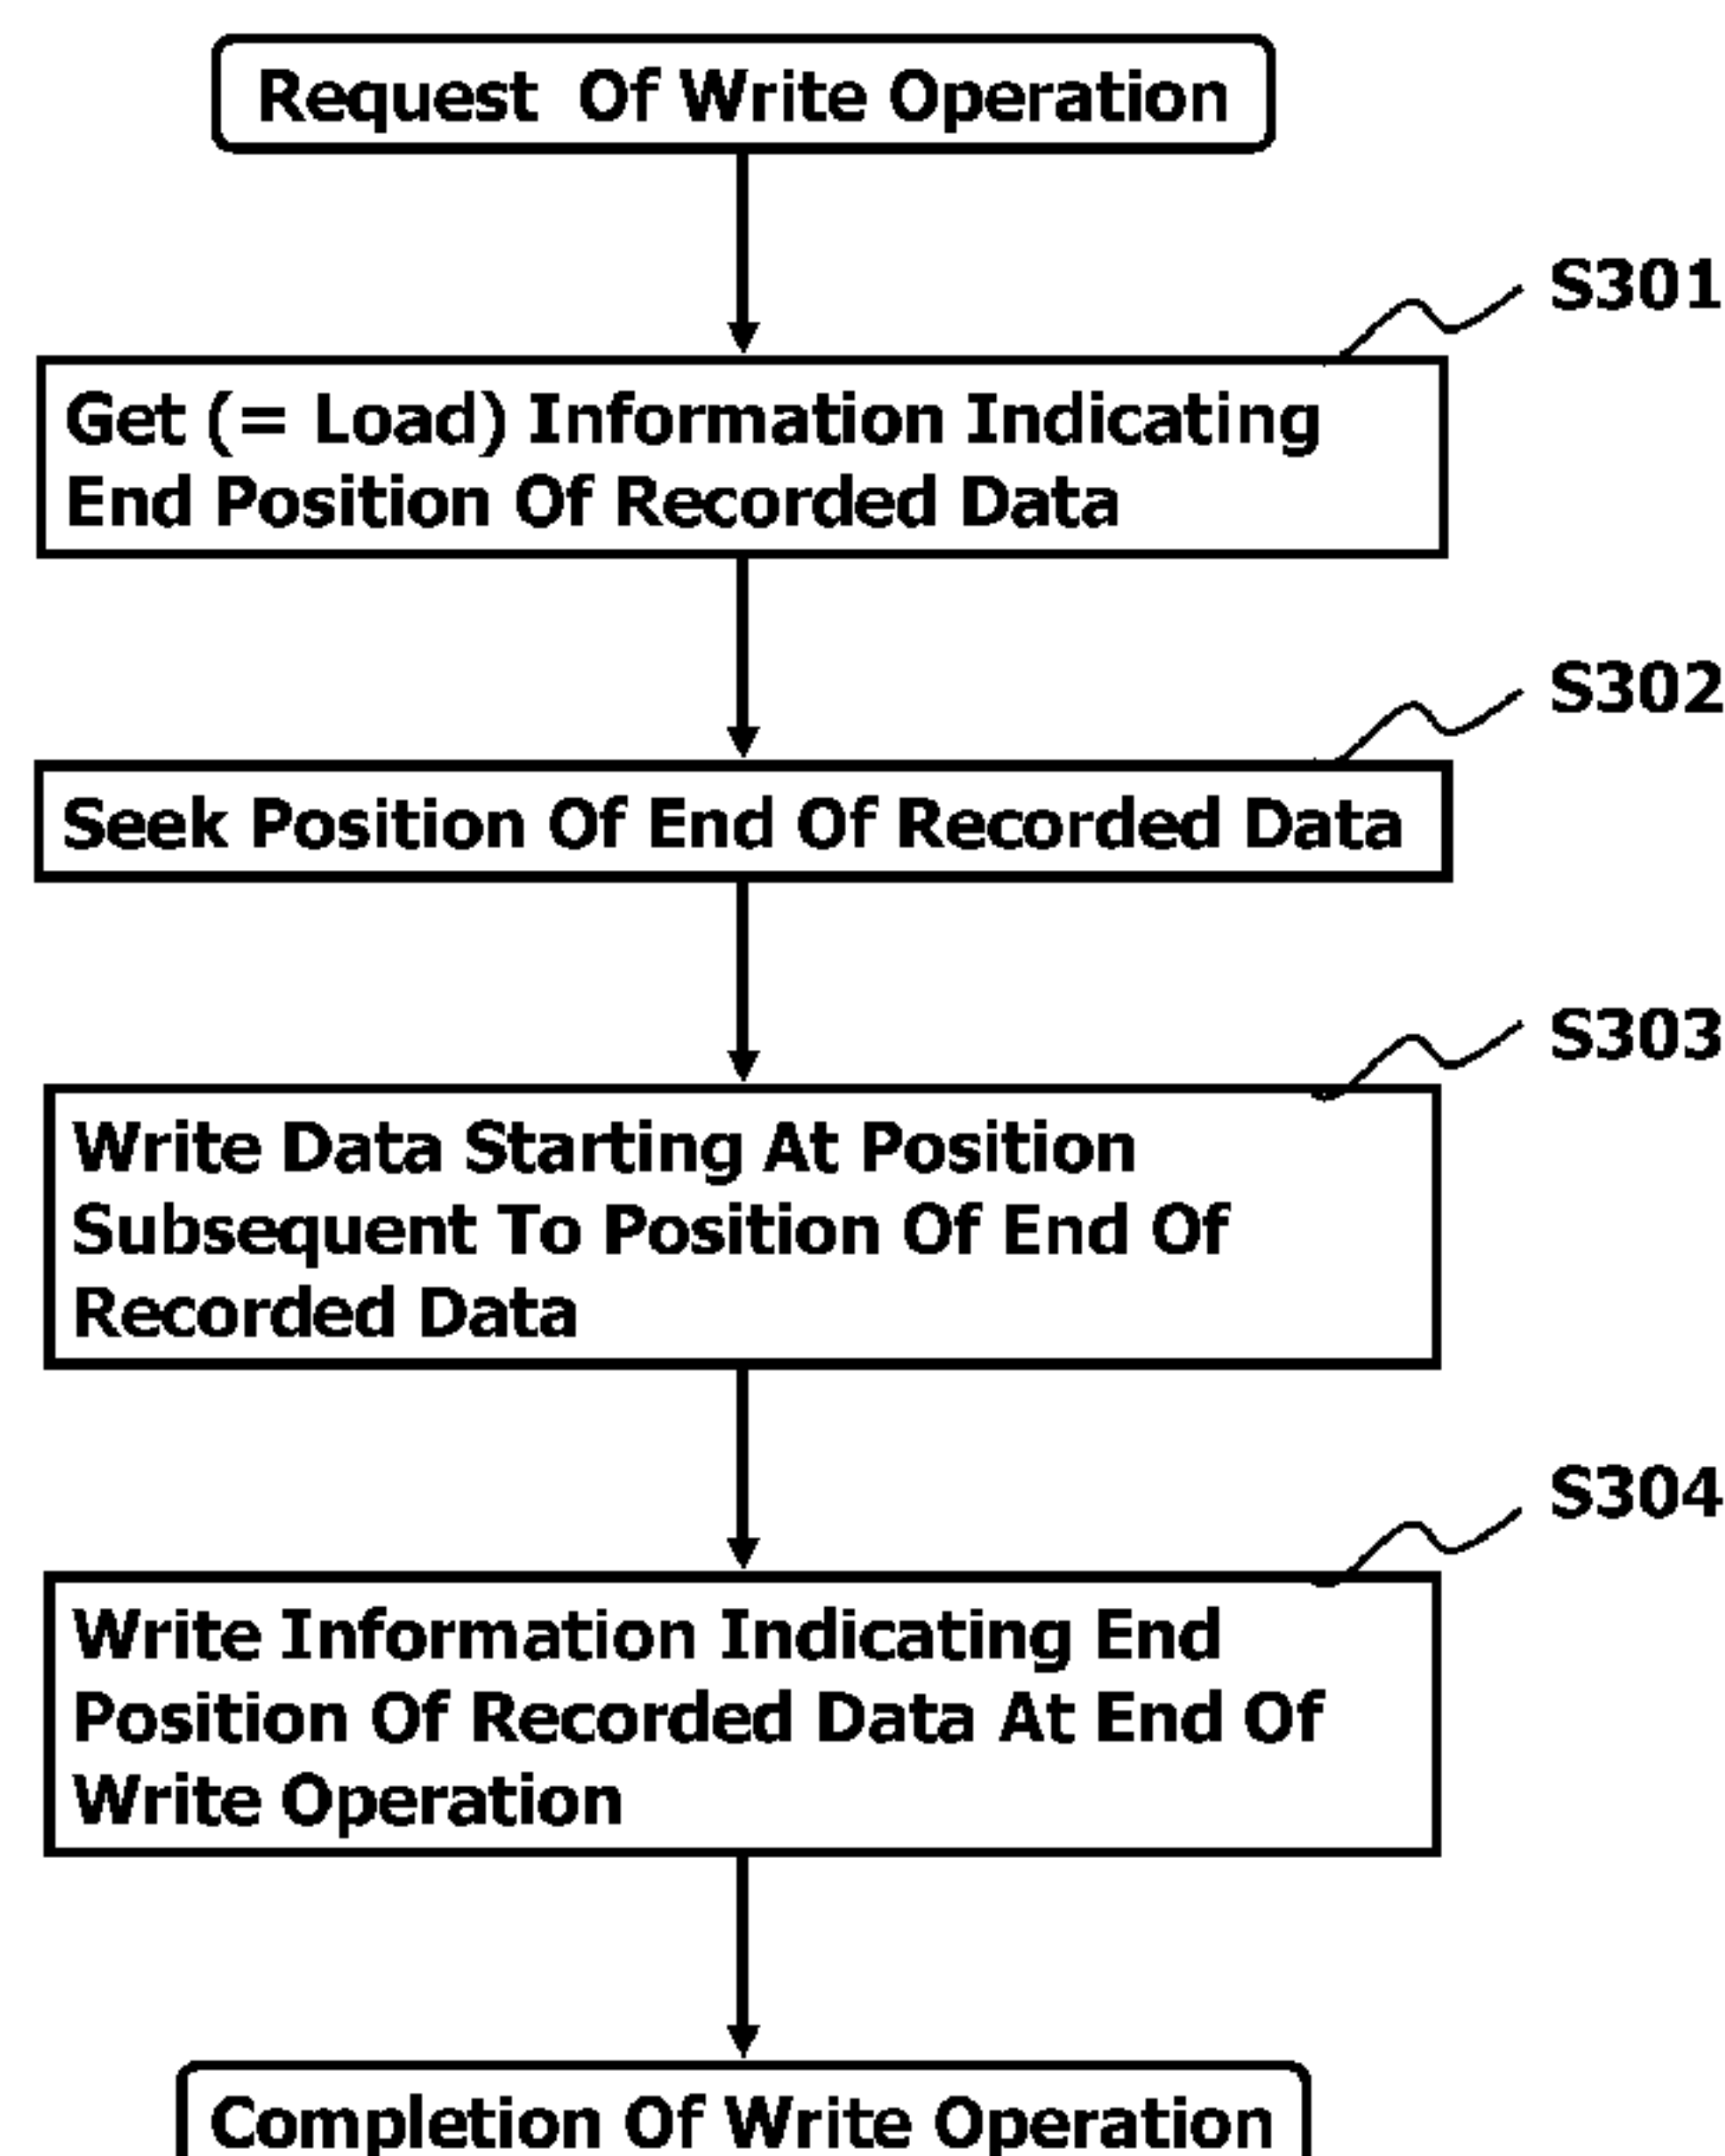 Request Of Write Operation
S301
Get (= Load) Information Indicating
End Position Of Recorded Data
S302
Seek Position Of End Of Recorded Data
S303
Write Data Starting At Position
Subsequent To Position Of End Of
Recorded Data
S304
Write Information Indicating End
Position Of Recorded Data At End Of
Write Operation
Completion Of Write Operation